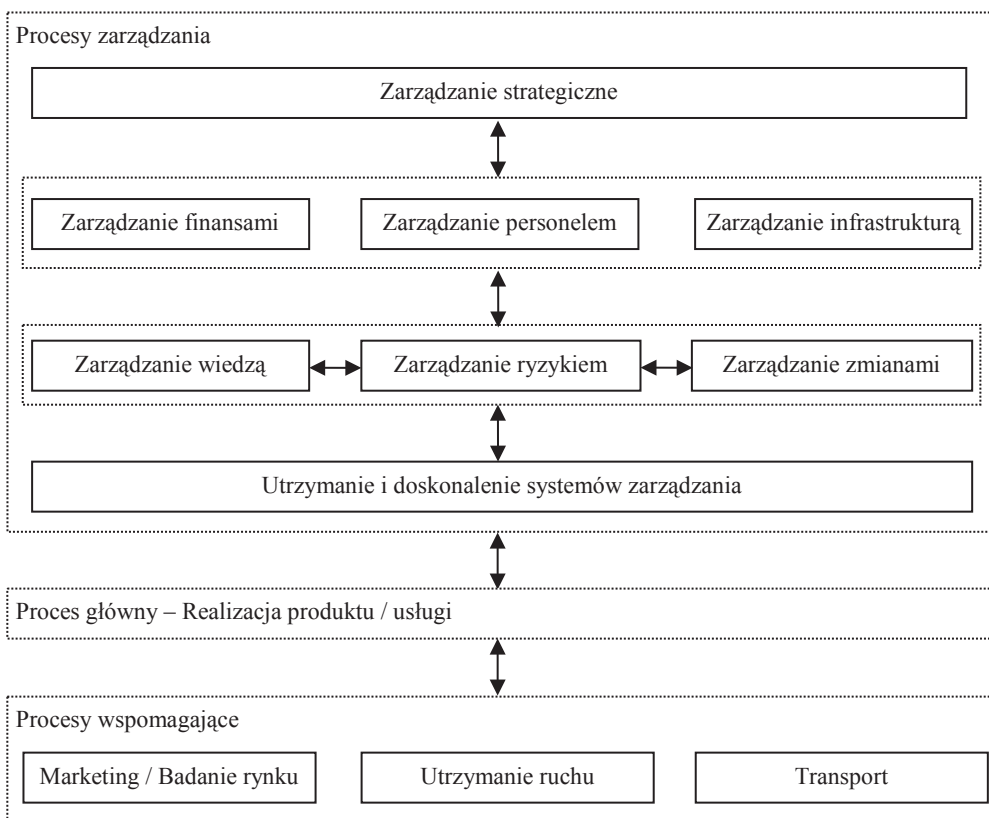 Procesy zarządzania
Zarządzanie strategiczne
Zarządzanie finansami
Zarządzanie personelem
Zarządzanie infrastrukturą
Zarządzanie wiedzą
Zarządzanie ryzykiem
Zarządzanie zmianami
Utrzymanie i doskonalenie systemów zarządzania
Proces główny – Realizacja produktu / usługi
Procesy wspomagające
Marketing / Badanie rynku
Utrzymanie ruchu
Transport